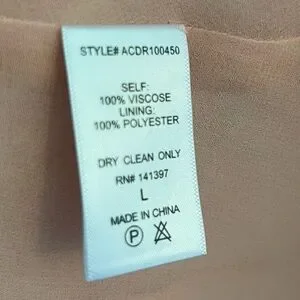 STYLE# ACDR100450
SELF:
100% VISCOSE
LINING:
100% POLYESTER
DRY CLEAN ONLY
RN# 141397
L
MADE IN CHINA
P